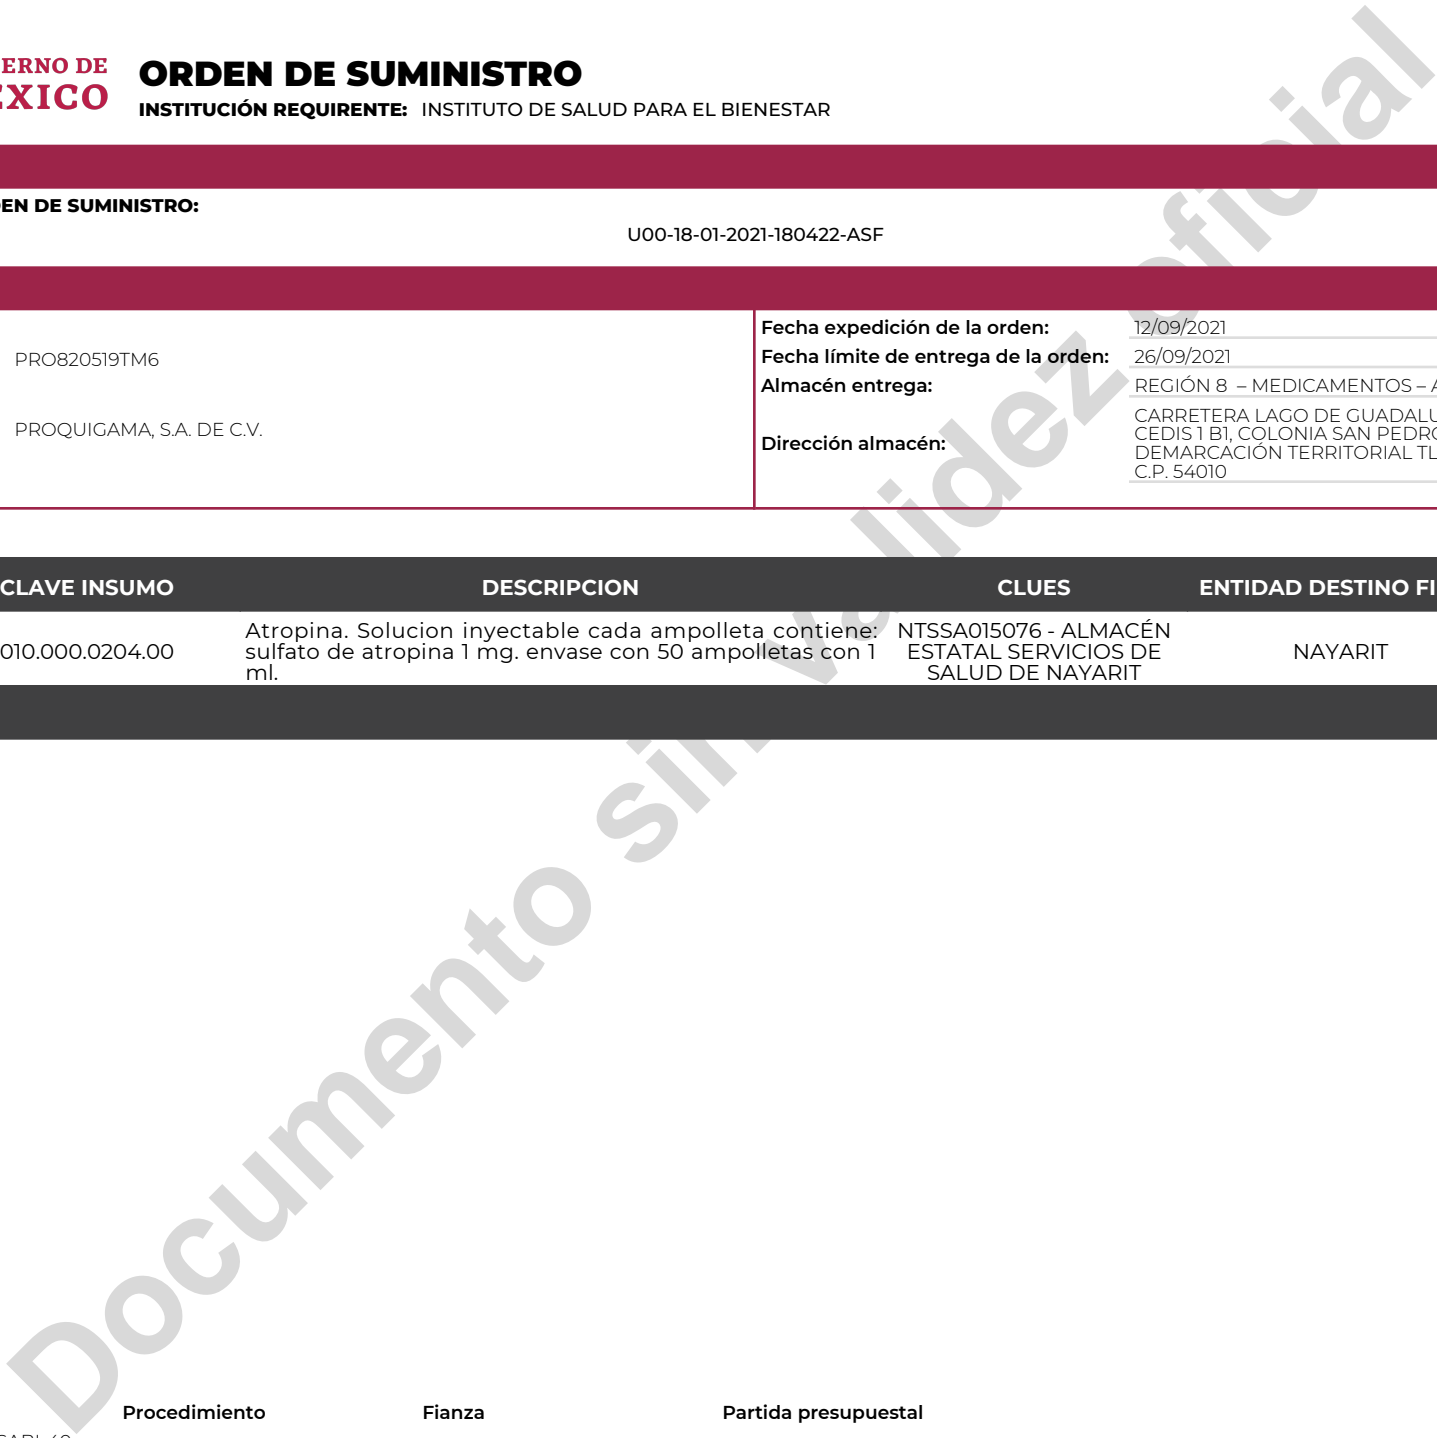 ERNO DE
EXICO
ORDEN DE SUMINISTRO
INSTITUCIÓN REQUIRENTE: INSTITUTO DE SALUD PARA EL BIENESTAR
EN DE SUMINISTRO:
U00-18-01-2021-180422-ASF
PRO820519TM6
PROQUIGAMA, S.A. DE C.V.
Fecha expedición de la orden: 12/09/2021
Fecha límite de entrega de la orden: 26/09/2021
Almacén entrega: REGIÓN 8 – MEDICAMENTOS – A
Dirección almacén:
CARRETERA LAGO DE GUADALU
CEDIS 1 B1, COLONIA SAN PEDRO
DEMARCACIÓN TERRITORIAL TL
C.P. 54010
CLAVE INSUMO DESCRIPCION CLUES ENTIDAD DESTINO FI
010.000.0204.00
Atropina. Solucion inyectable cada ampolleta contiene:
sulfato de atropina 1 mg. envase con 50 ampolletas con 1
ml.
NTSSA015076 - ALMACÉN
ESTATAL SERVICIOS DE
SALUD DE NAYARIT
NAYARIT
Documento sin validez oficial
Procedimiento Fianza Partida presupuestal